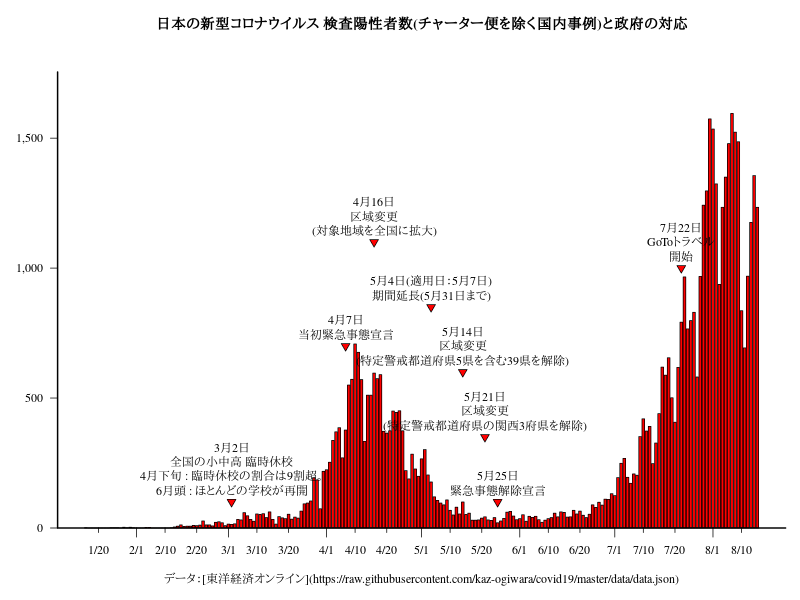 日本の新型コロナウイルス 検査陽性者数(チャーター便を除く国内事例)と政府の対応
1,500
1,000
500
0
4月16日
区域変更
(対象地域を全国に拡大)
7月22日
GoToトラベル
開始
5月4日(適用日:5月7日)
期間延長(5月31日まで)
4月7日
当初緊急事態宣言
5月14日
区域変更
(特定警戒都道府県5県を含む39県を解除)
5月21日
区域変更
(特定警戒都道府県の関西3府県を解除)
3月2日
全国の小中高 臨時休校
4月下旬 : 臨時休校の割合は9割超。
6月頭 : ほとんどの学校が再開
5月25日
緊急事態解除宣言
1/20 2/1 2/10 2/20 3/1 3/10 3/20 4/1 4/10 4/20 5/1 5/10 5/20 6/1 6/10 6/20 7/1 7/10 7/20 8/1 8/10
データ:[東洋経済オンライン](https://raw.githubusercontent.com/kaz-ogiwara/covid19/master/data/data.json)